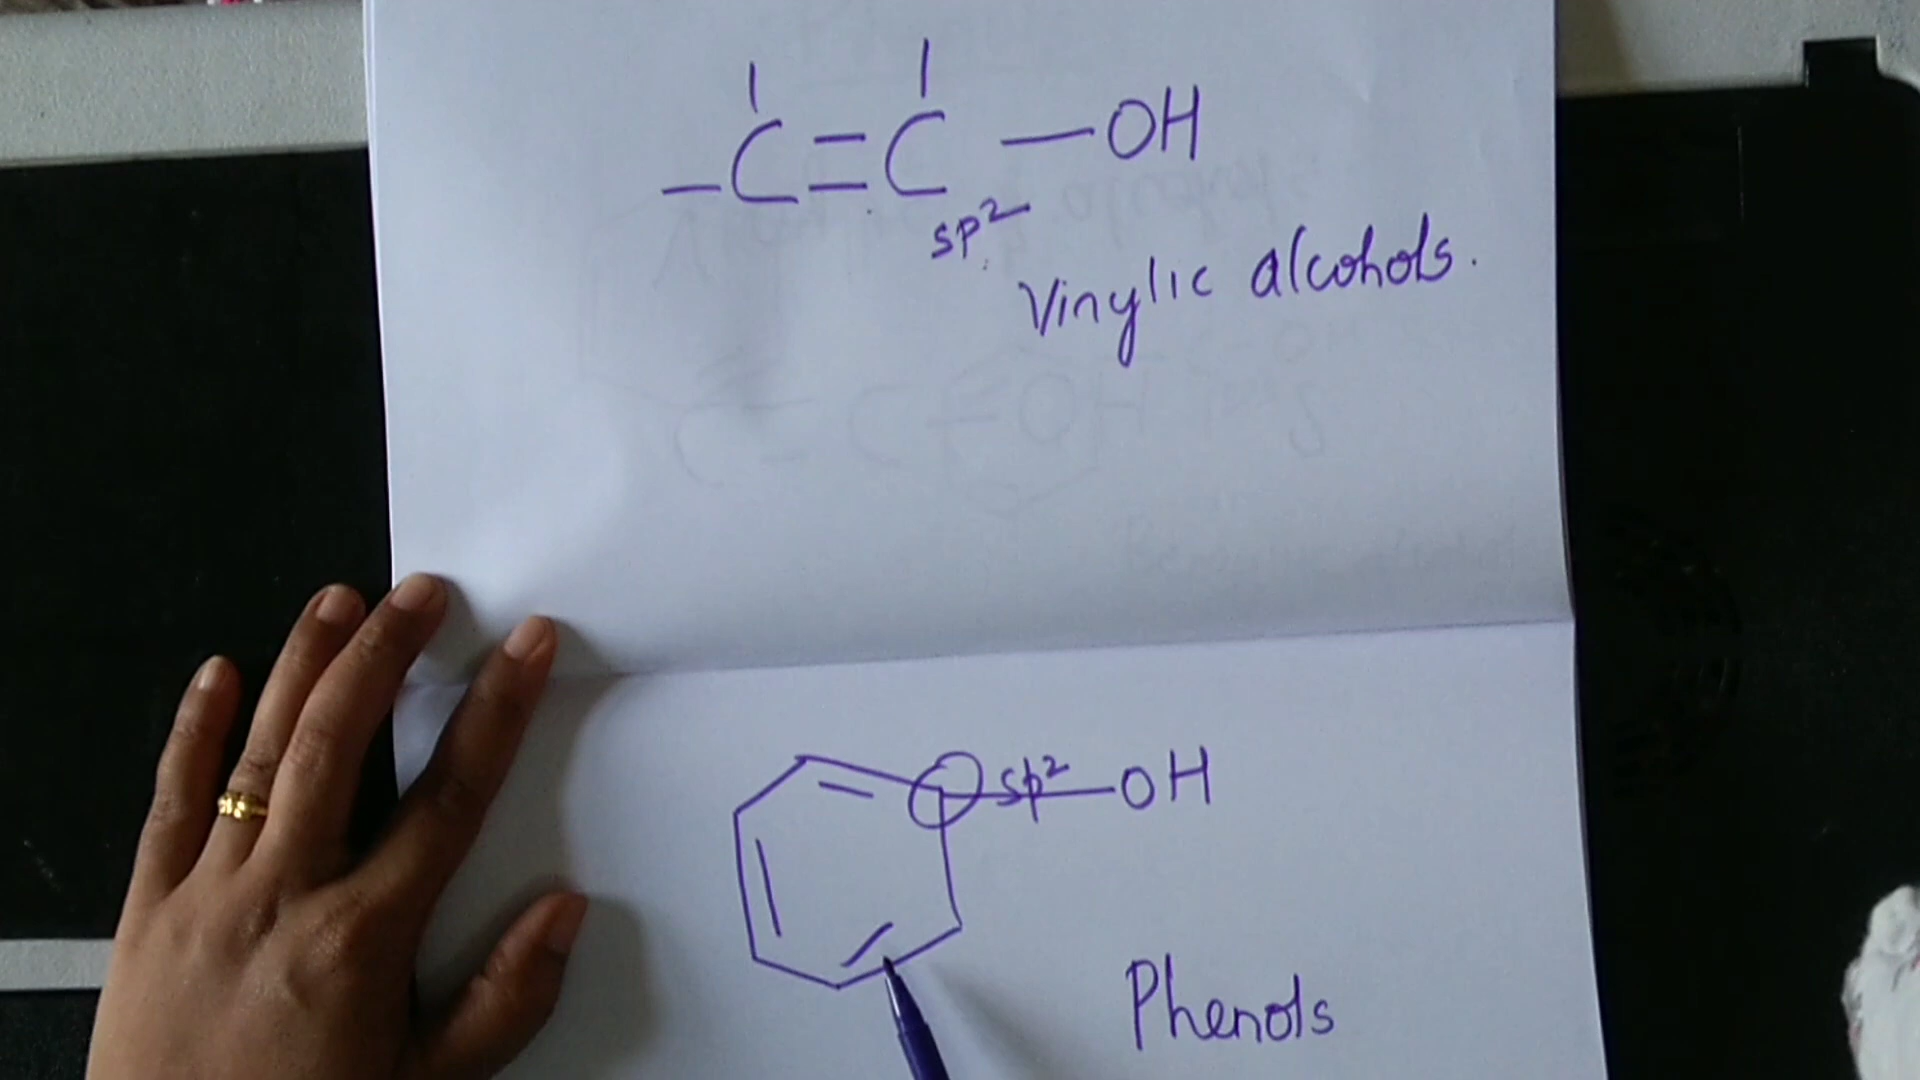 -C=C-OH
sp²
Vinylic alcohols.
sp²-OH
Phenols